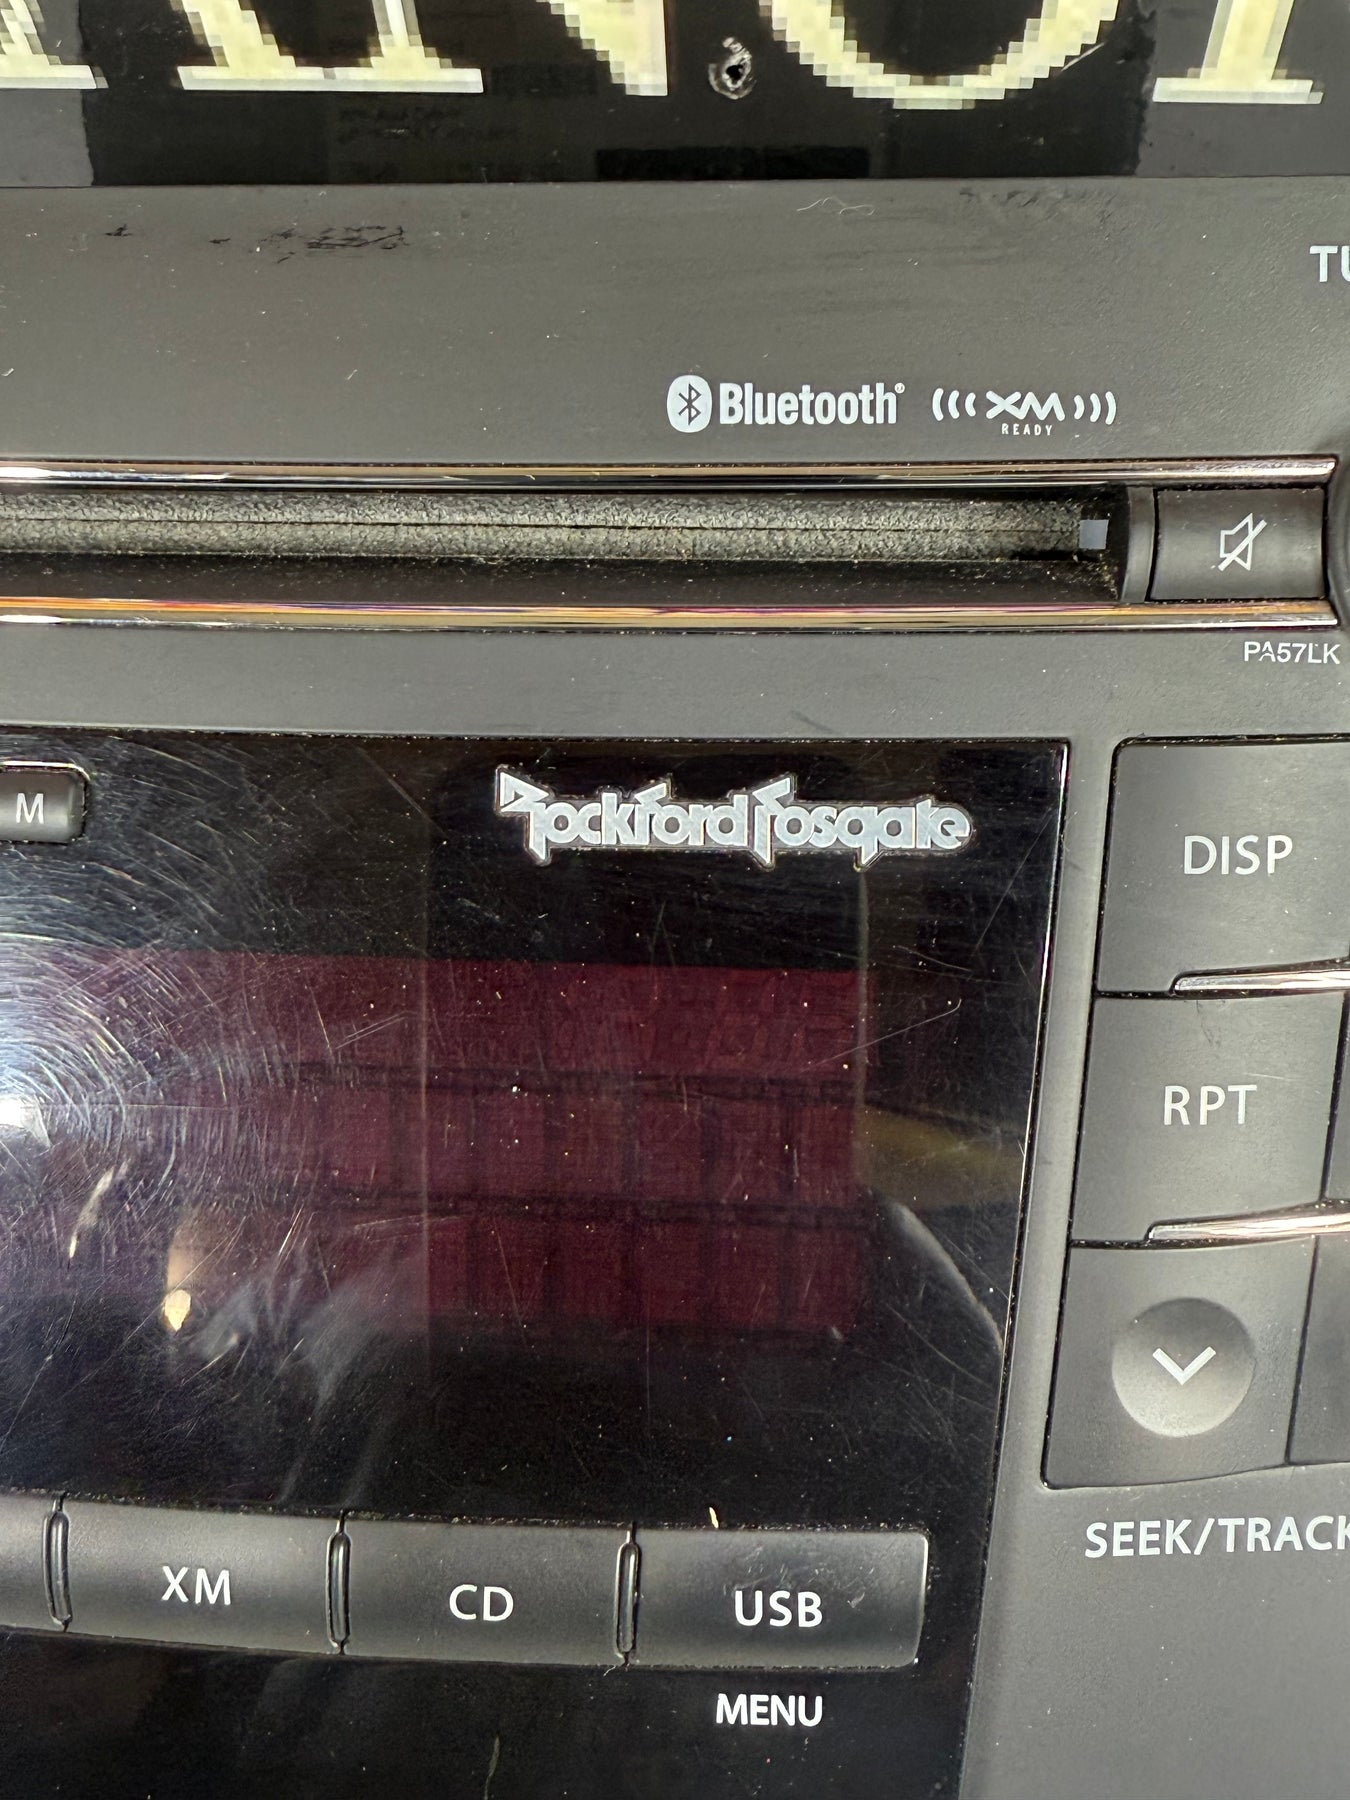 TU
Bluetooth®
XM
READY
PA57LK
M
Rockford Fosgate
DISP
RPT
SEEK/TRACK
XM
CD
USB
MENU